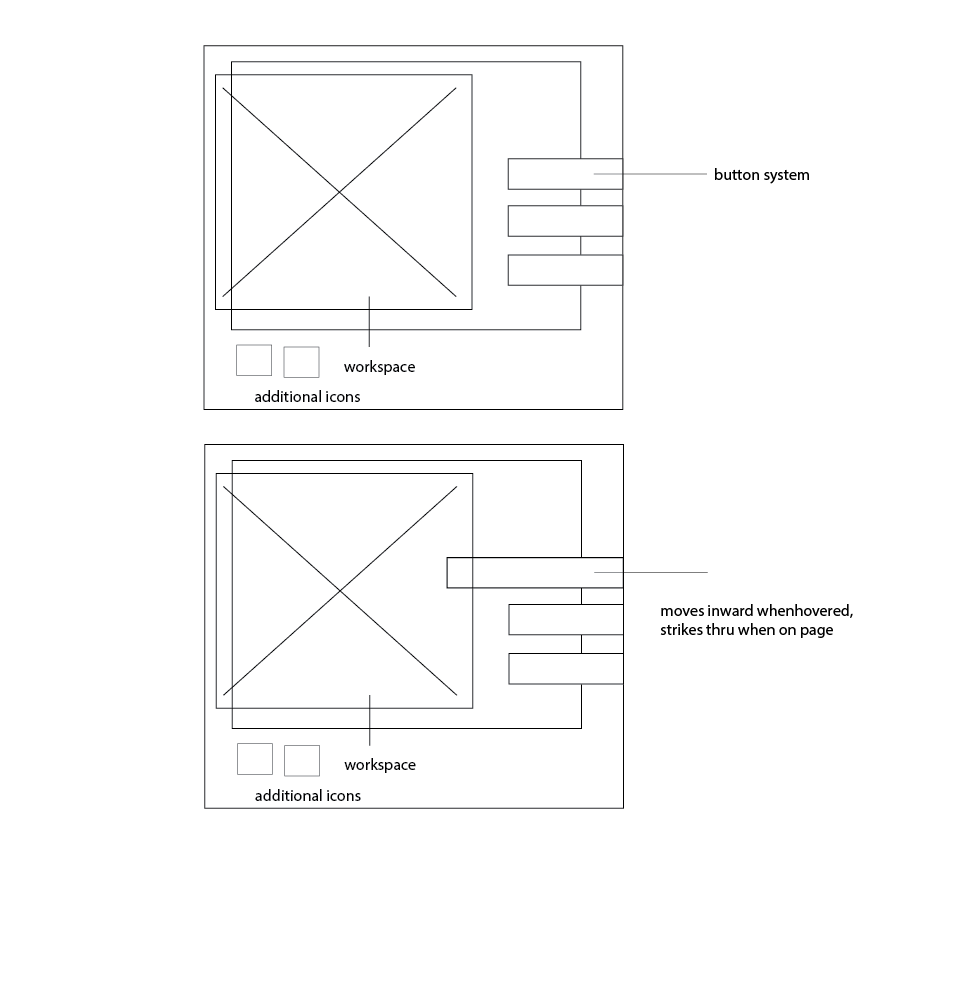 button system
workspace
additional icons
moves inward whenhovered,
strikes thru when on page
workspace
additional icons